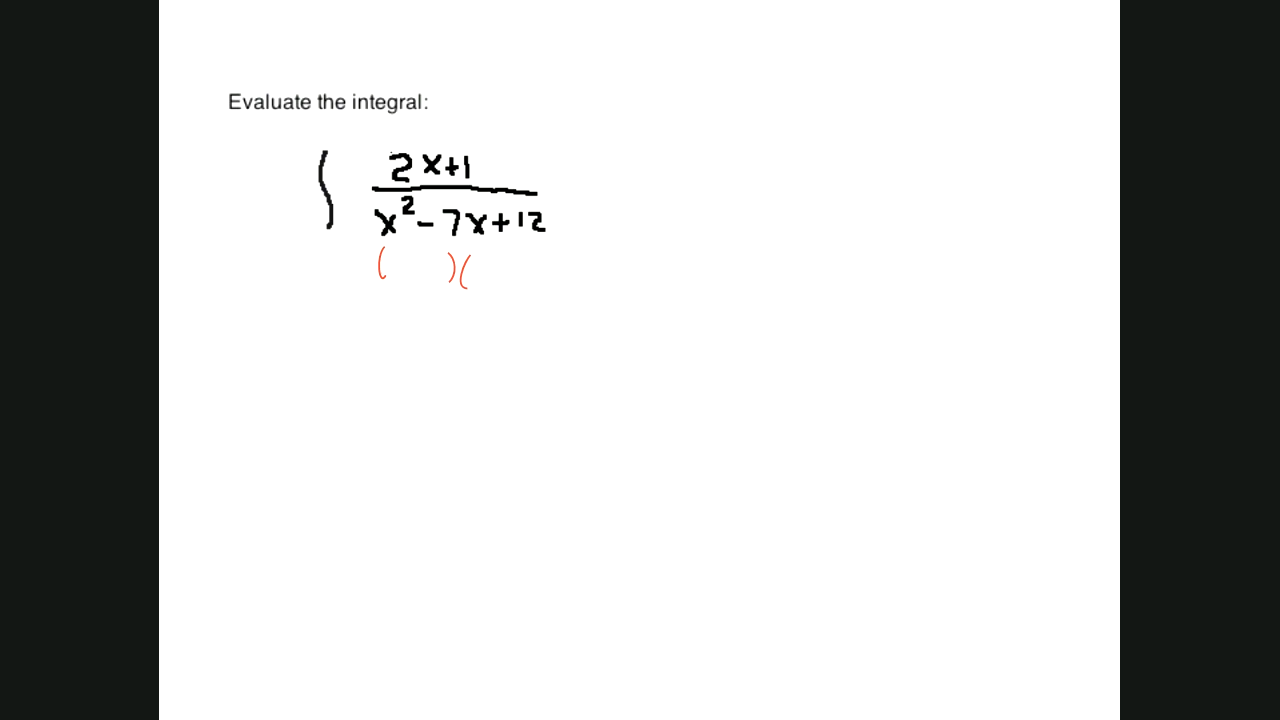 Evaluate the integral:
∫ 2x+1
x²-7x+12
( )(